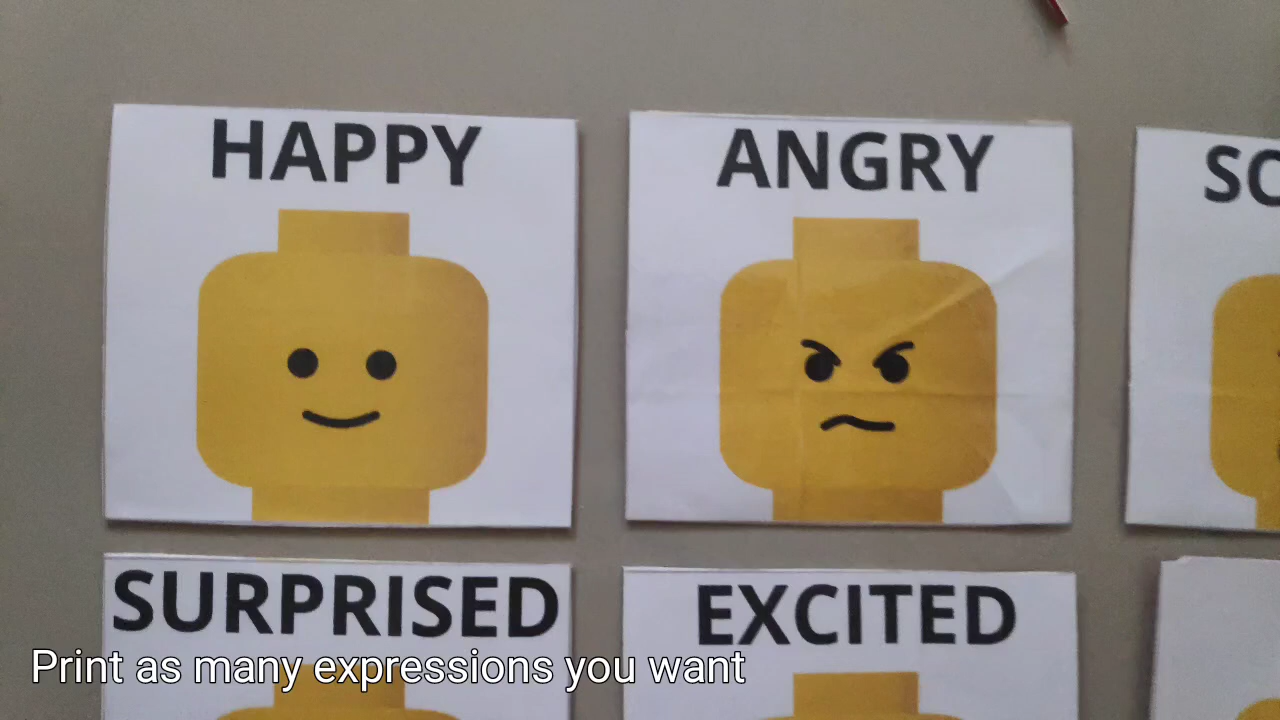 HAPPY
ANGRY
SURPRISED
EXCITED
Print as many expressions you want